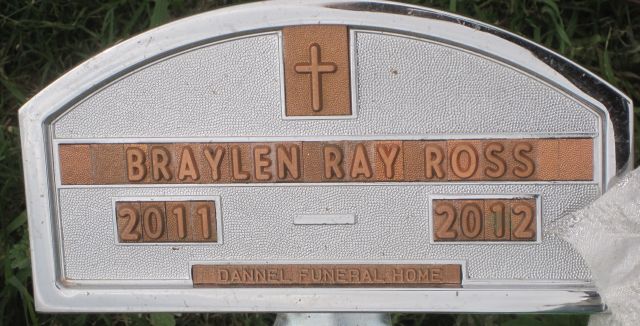 BRAYLEN RAY ROSS
2011 — 2012
DANNEL FUNERAL HOME